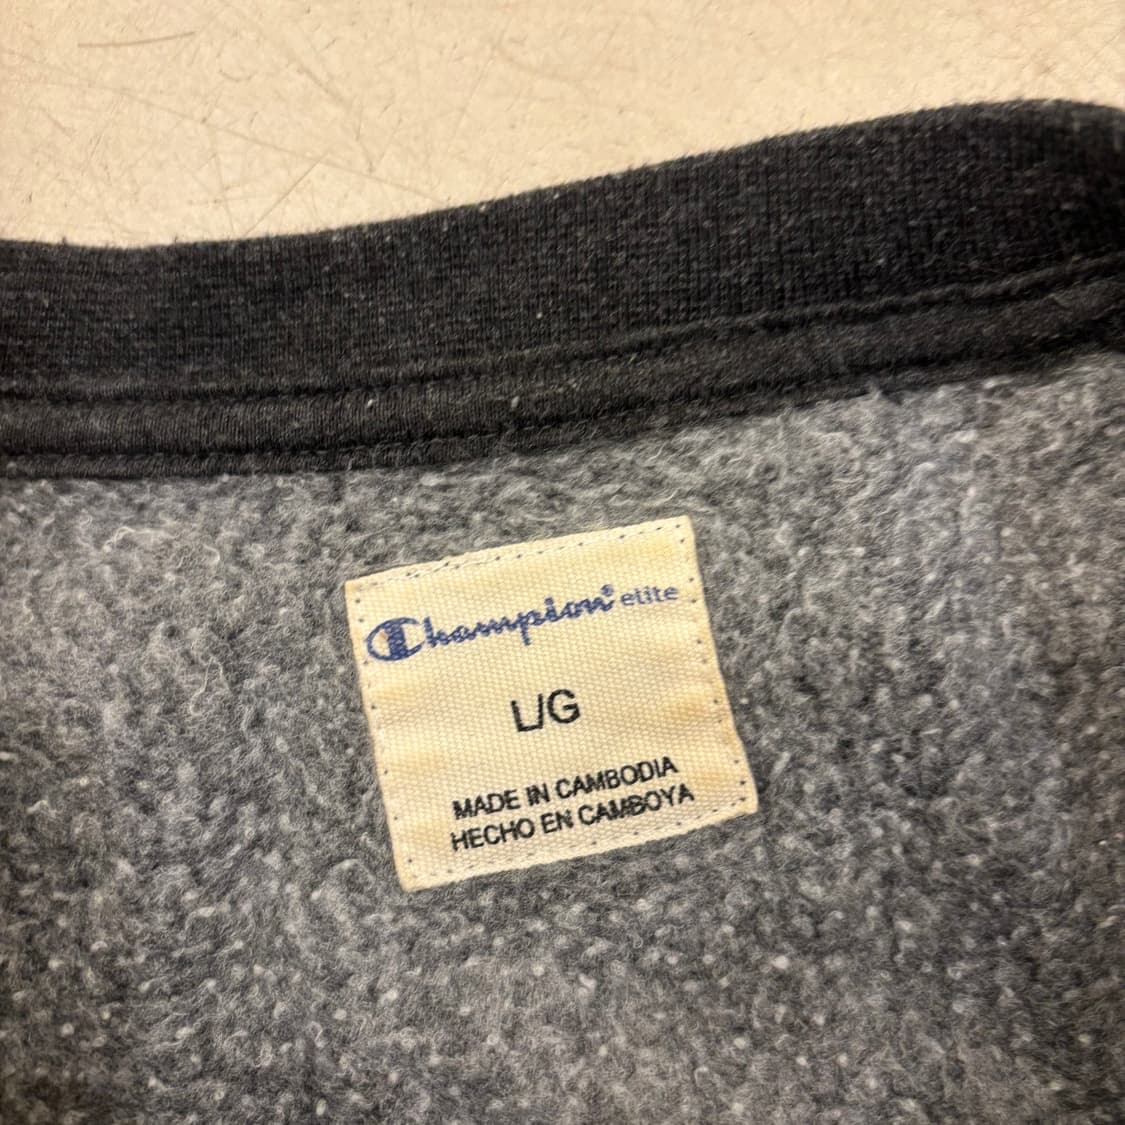 Champion® elite
L/G
MADE IN CAMBODIA
HECHO EN CAMBOYA